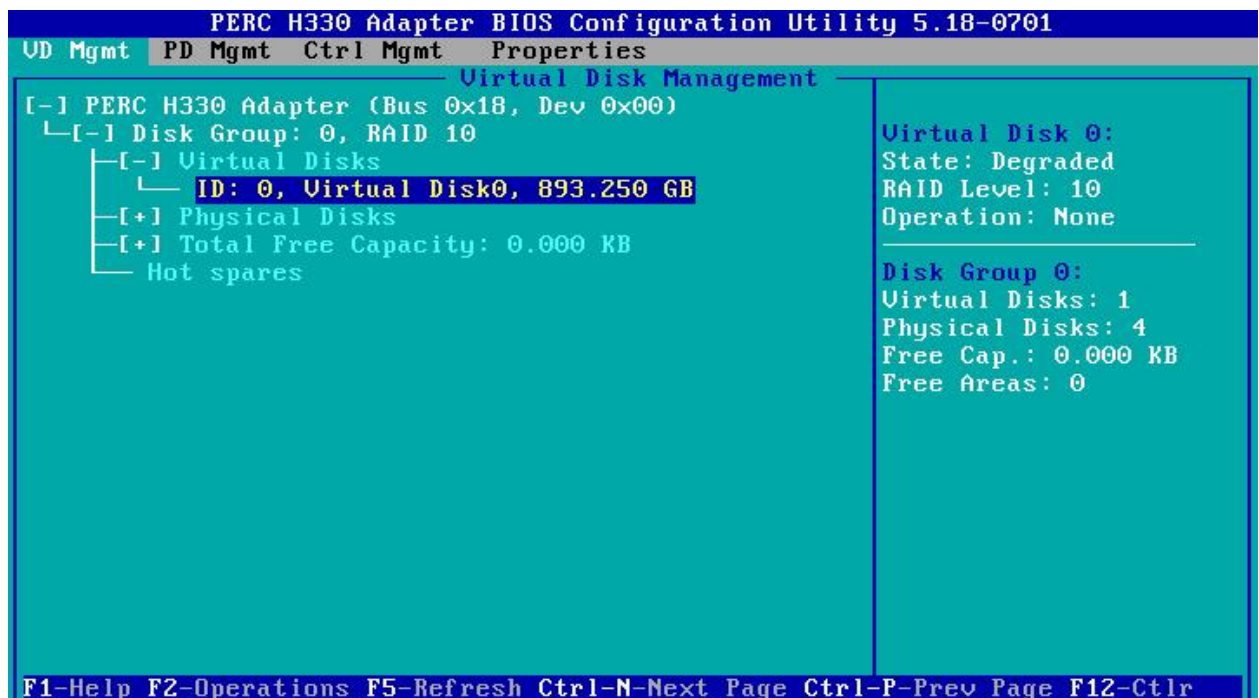 PERC H330 Adapter BIOS Configuration Utility 5.18-0701
VD Mgmt PD Mgmt Ctrl Mgmt Properties
Virtual Disk Management
[-] PERC H330 Adapter (Bus 0x18, Dev 0x00)
[-] Disk Group: 0, RAID 10
[-] Virtual Disks
ID: 0, Virtual Disk0, 893.250 GB
[+] Physical Disks
[+] Total Free Capacity: 0.000 KB
Hot spares
Virtual Disk 0:
State: Degraded
RAID Level: 10
Operation: None
Disk Group 0:
Virtual Disks: 1
Physical Disks: 4
Free Cap.: 0.000 KB
Free Areas: 0
F1-Help F2-Operations F5-Refresh Ctrl-N-Next Page Ctrl-P-Prev Page F12-Ctlr